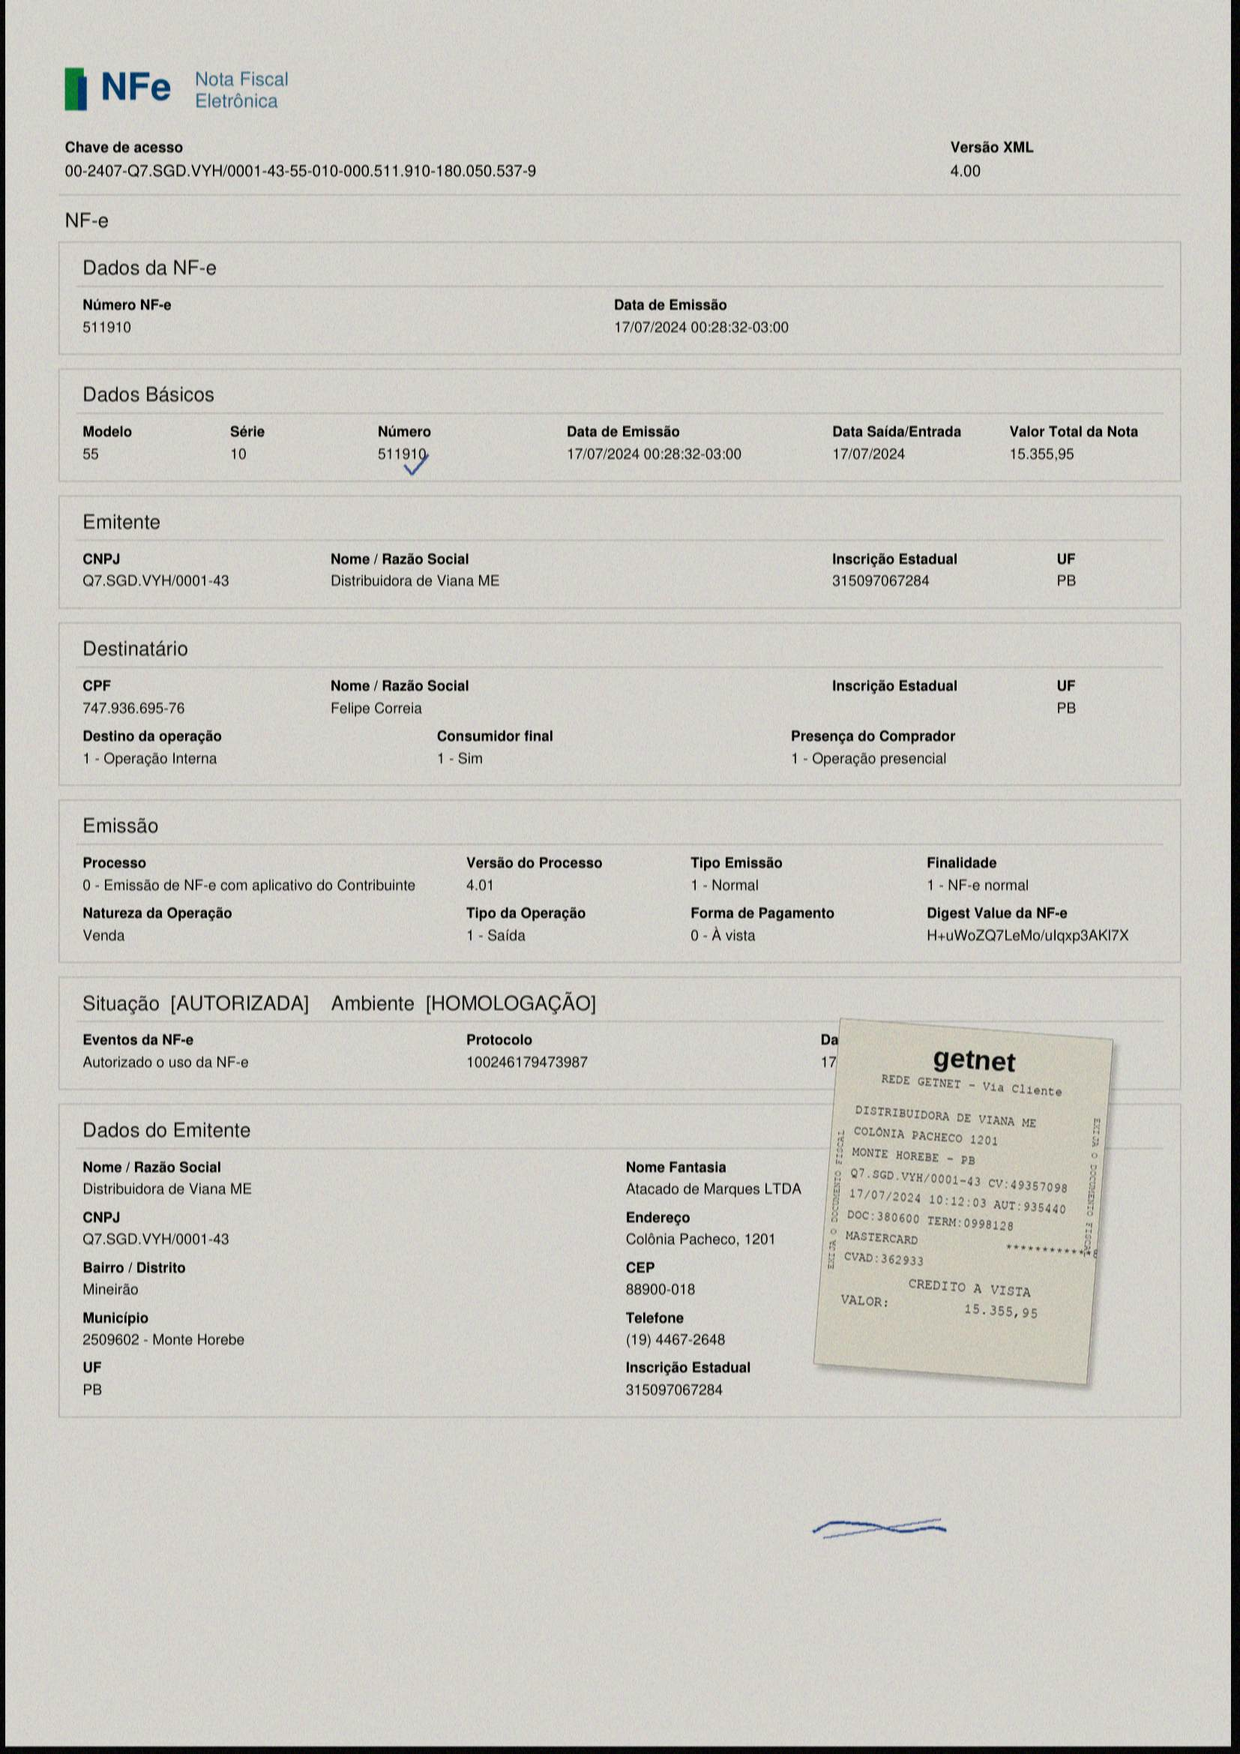 NFe Nota Fiscal
Eletrônica
Chave de acesso Versão XML
00-2407-Q7.SGD.VYH/0001-43-55-010-000.511.910-180.050.537-9 4.00
NF-e
Dados da NF-e
Número NF-e Data de Emissão
511910 17/07/2024 00:28:32-03:00
Dados Básicos
Modelo Série Número Data de Emissão Data Saída/Entrada Valor Total da Nota
55 10 511910 17/07/2024 00:28:32-03:00 17/07/2024 15.355,95
Emitente
CNPJ Nome / Razão Social Inscrição Estadual UF
Q7.SGD.VYH/0001-43 Distribuidora de Viana ME 315097067284 PB
Destinatário
CPF Nome / Razão Social Inscrição Estadual UF
747.936.695-76 Felipe Correia PB
Destino da operação Consumidor final Presença do Comprador
1 - Operação Interna 1 - Sim 1 - Operação presencial
Emissão
Processo Versão do Processo Tipo Emissão Finalidade
0 - Emissão de NF-e com aplicativo do Contribuinte 4.01 1 - Normal 1 - NF-e normal
Natureza da Operação Tipo da Operação Forma de Pagamento Digest Value da NF-e
Venda 1 - Saída 0 - À vista H+uWoZQ7LeMo/uIqxp3AKI7X
Situação [AUTORIZADA] Ambiente [HOMOLOGAÇÃO]
Eventos da NF-e Protocolo Da
Autorizado o uso da NF-e 100246179473987 17
Dados do Emitente
Nome / Razão Social Nome Fantasia
Distribuidora de Viana ME Atacado de Marques LTDA
CNPJ Endereço
Q7.SGD.VYH/0001-43 Colônia Pacheco, 1201
Bairro / Distrito CEP
Mineirão 88900-018
Município Telefone
2509602 - Monte Horebe (19) 4467-2648
UF Inscrição Estadual
PB 315097067284
getnet
REDE GETNET - Via Cliente
DISTRIBUIDORA DE VIANA ME
COLÔNIA PACHECO 1201
MONTE HOREBE - PB
Q7.SGD.VYH/0001-43 CV:49357098
17/07/2024 10:12:03 AUT:935440
DOC:380600 TERM:0998128
MASTERCARD ************8
CVAD:362933
CREDITO A VISTA
VALOR: 15.355,95
EXIJA O DOCUMENTO FISCAL
EXIJA O DOCUMENTO FISCAL